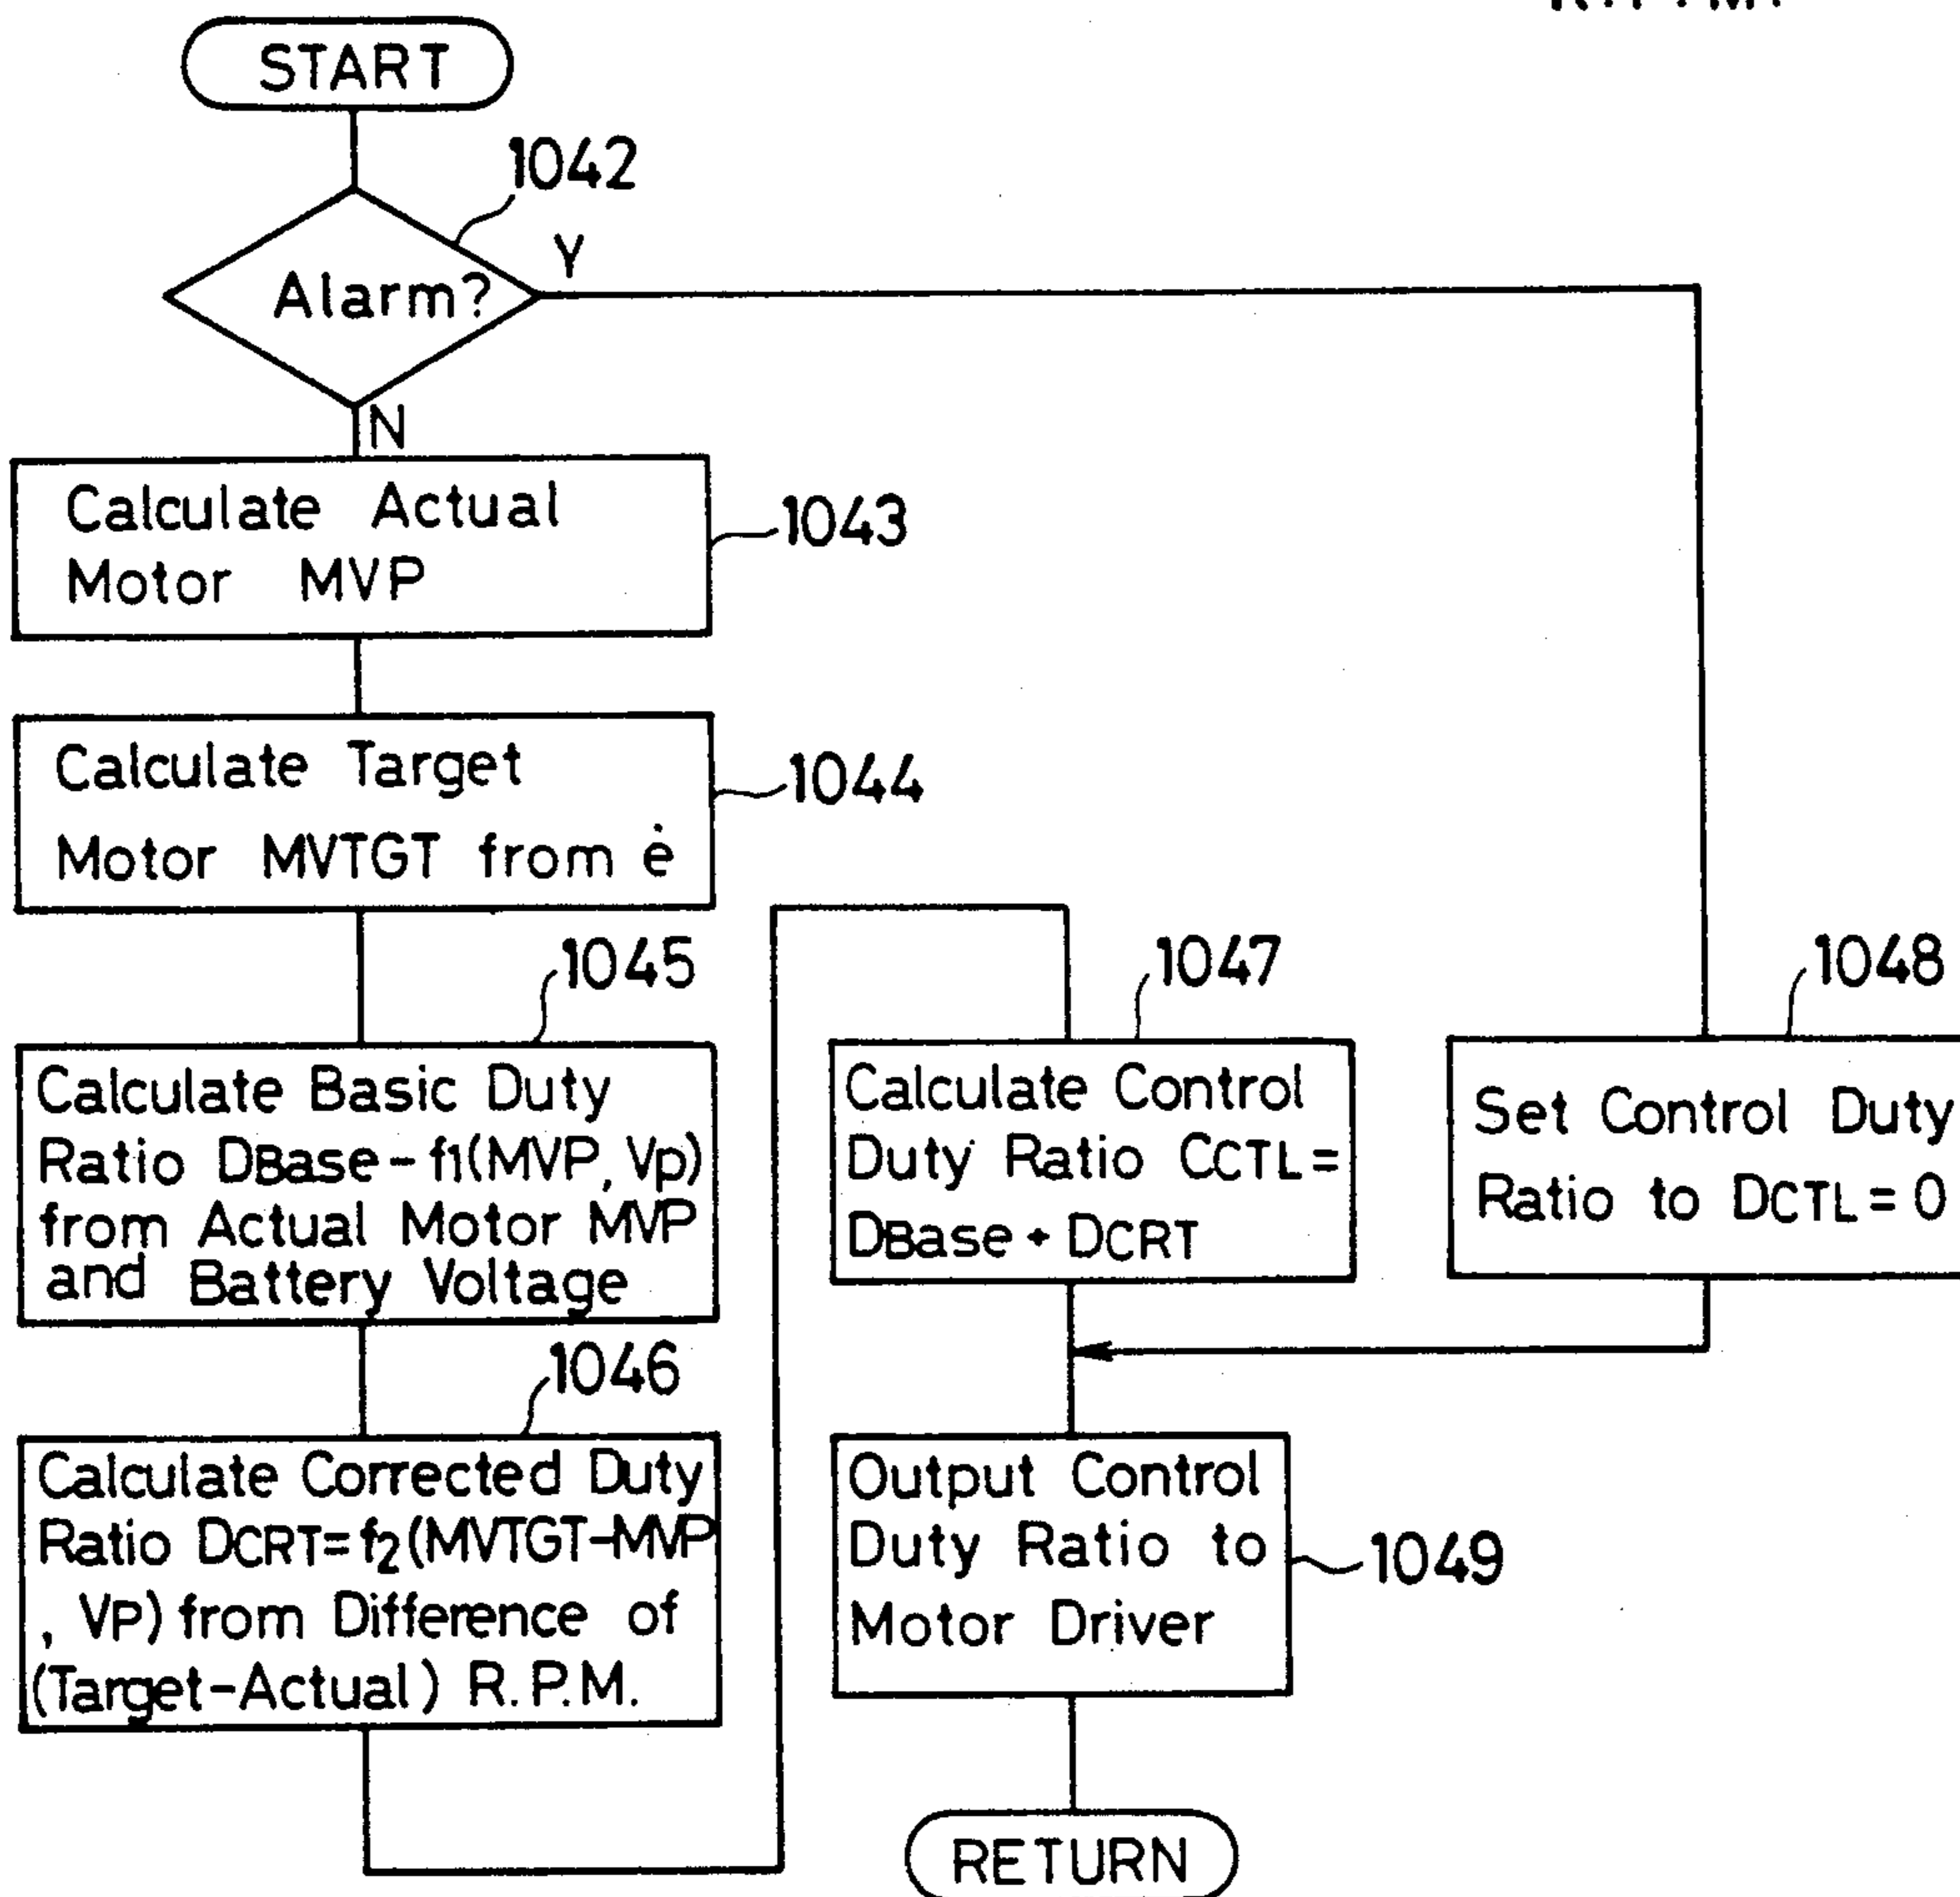 START
1042
Y
Alarm?
N
Calculate Actual
Motor MVP
1043
Calculate Target
Motor MVTGT from ė
1044
1045
Calculate Basic Duty
Ratio DBase-f1(MVP, Vp)
from Actual Motor MVP
and Battery Voltage
1046
Calculate Corrected Duty
Ratio DCRT=f2(MVTGT-MVP
, VP) from Difference of
(Target-Actual) R.P.M.
1047
Calculate Control
Duty Ratio CCTL=
DBase + DCRT
1048
Set Control Duty
Ratio to DCTL=0
Output Control
Duty Ratio to
Motor Driver
1049
RETURN